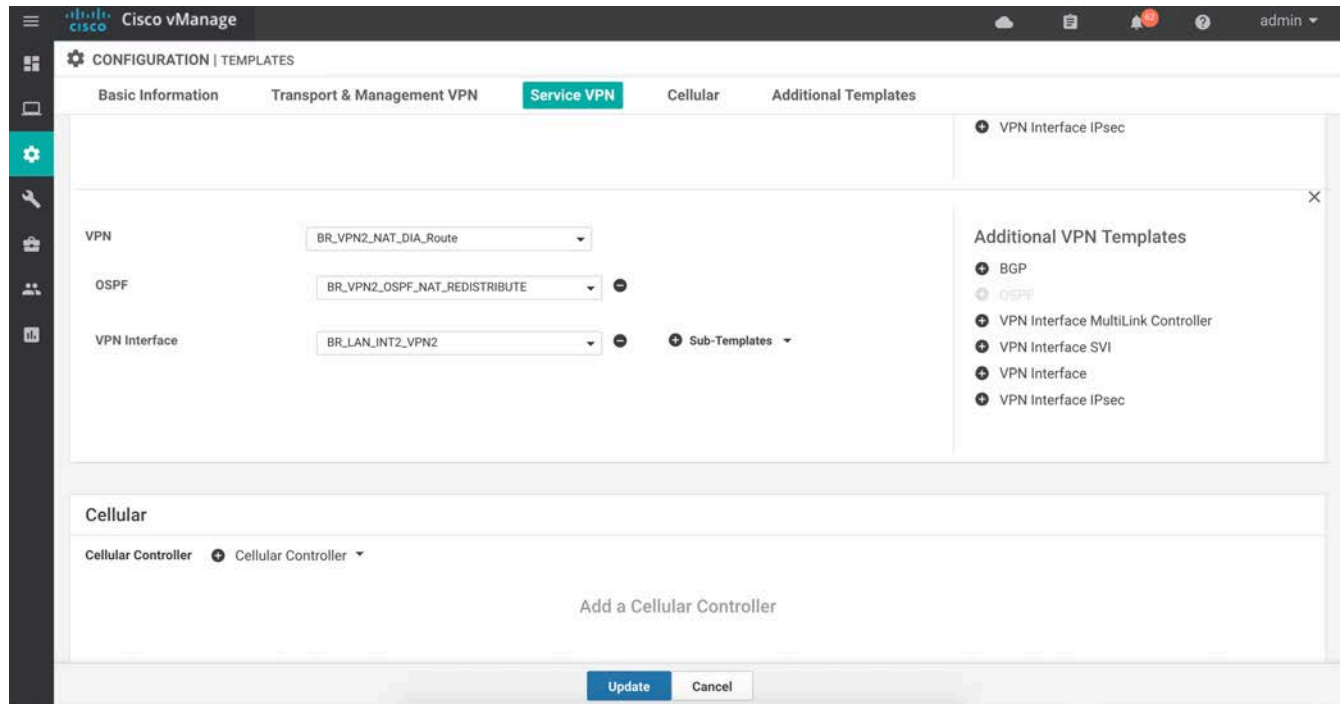 cisco Cisco vManage 62 admin
CONFIGURATION | TEMPLATES
Basic Information Transport & Management VPN Service VPN Cellular Additional Templates
VPN Interface IPsec
VPN BR_VPN2_NAT_DIA_Route
OSPF BR_VPN2_OSPF_NAT_REDISTRIBUTE
VPN Interface BR_LAN_INT2_VPN2 Sub-Templates
Additional VPN Templates
BGP
OSPF
VPN Interface MultiLink Controller
VPN Interface SVI
VPN Interface
VPN Interface IPsec
Cellular
Cellular Controller Cellular Controller
Add a Cellular Controller
Update Cancel